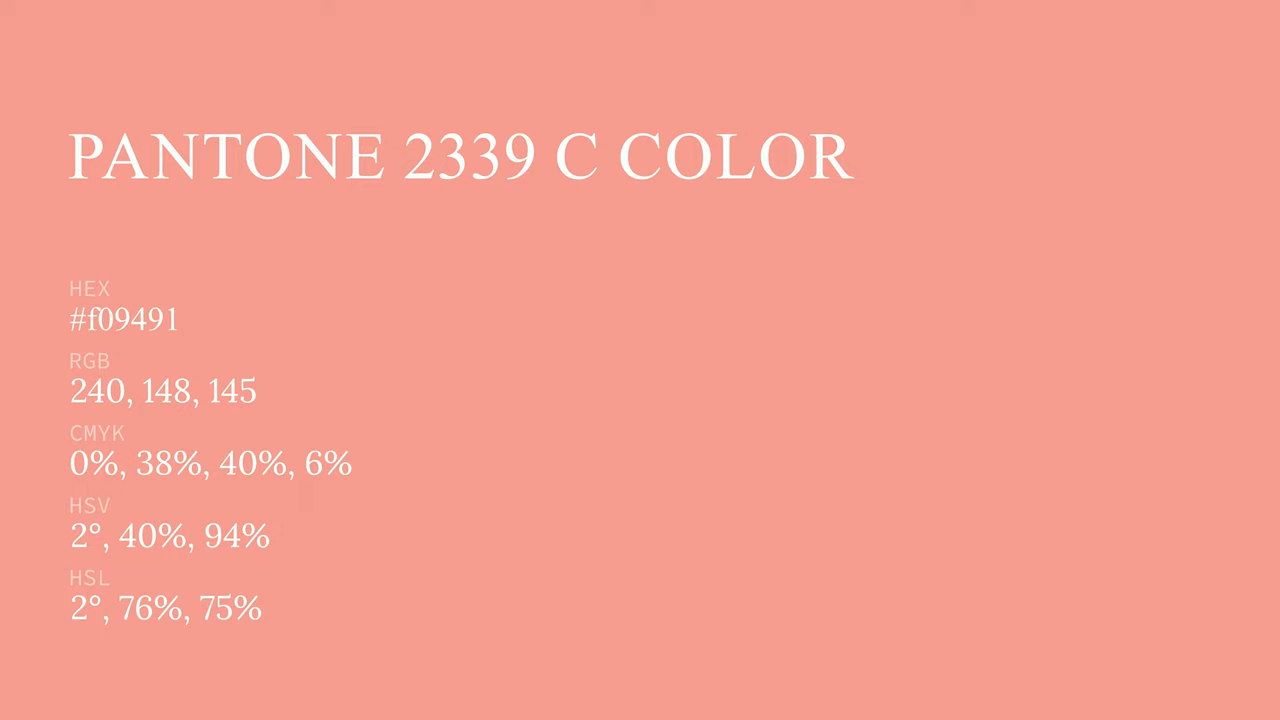 PANTONE 2339 C COLOR
HEX
#f09491
RGB
240, 148, 145
CMYK
0%, 38%, 40%, 6%
HSV
2°, 40%, 94%
HSL
2°, 76%, 75%